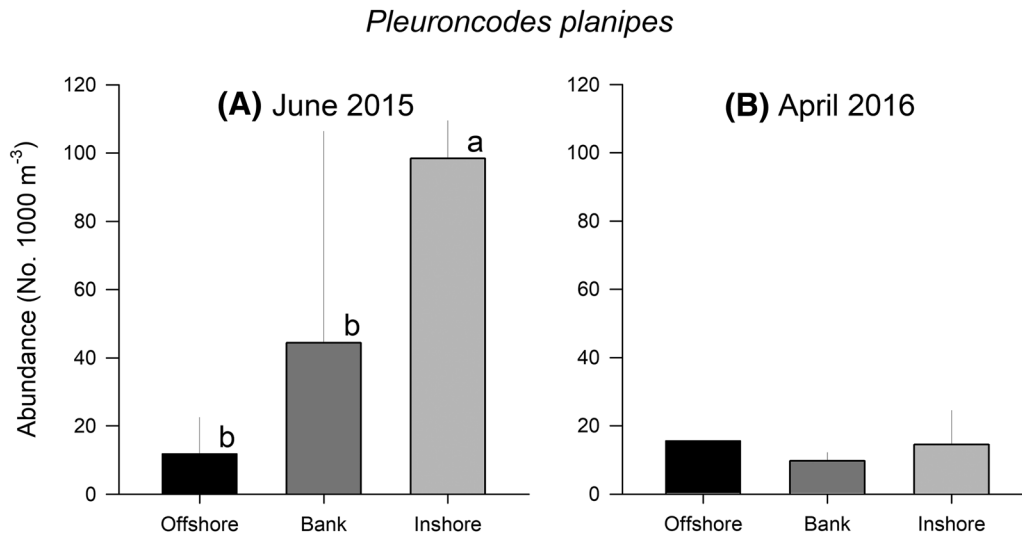 Pleuroncodes planipes
(A) June 2015
Abundance (No. 1000 m⁻³)
120
100
80
60
40
20
0
b
b
a
Offshore Bank Inshore
(B) April 2016
120
100
80
60
40
20
0
Offshore Bank Inshore